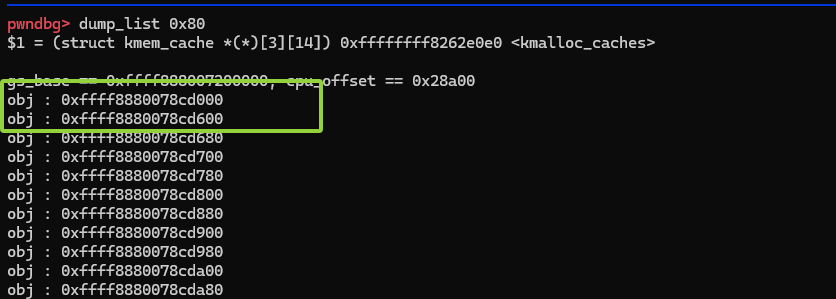 pwndbg> dump_list 0x80
$1 = (struct kmem_cache *(*)[3][14]) 0xffffffff8262e0e0 <kmalloc_caches>
gs_base == 0xffff888007200000, cpu_offset == 0x28a00
obj : 0xffff8880078cd000
obj : 0xffff8880078cd600
obj : 0xffff8880078cd680
obj : 0xffff8880078cd700
obj : 0xffff8880078cd780
obj : 0xffff8880078cd800
obj : 0xffff8880078cd880
obj : 0xffff8880078cd900
obj : 0xffff8880078cd980
obj : 0xffff8880078cda00
obj : 0xffff8880078cda80